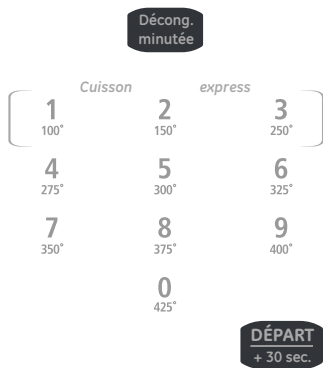 Décong.
minutée
Cuisson express
1 2 3
100° 150° 250°
4 5 6
275° 300° 325°
7 8 9
350° 375° 400°
0
425°
DÉPART
+ 30 sec.